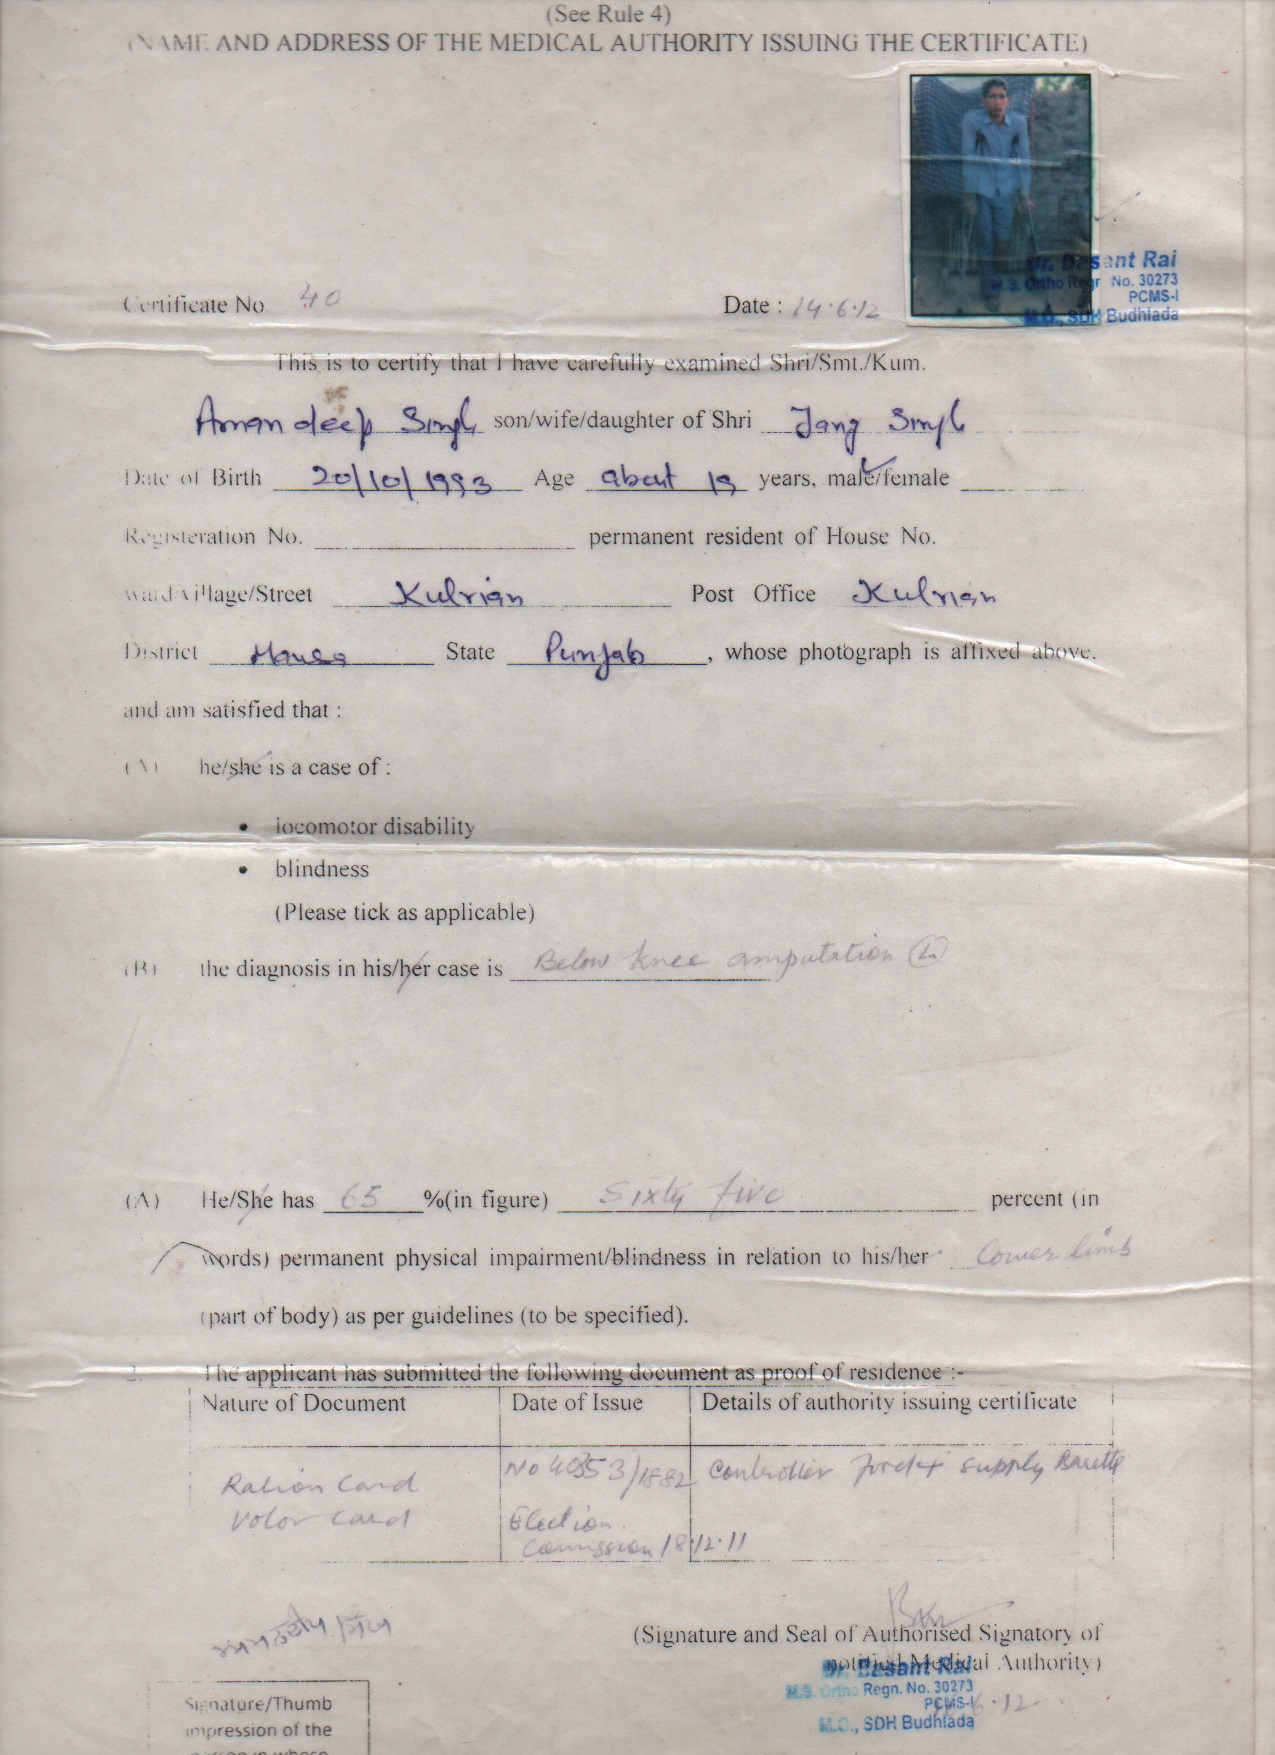 (See Rule 4)
(NAME AND ADDRESS OF THE MEDICAL AUTHORITY ISSUING THE CERTIFICATE)
Dr. Basant Rai
M.S. Ortho Regr No. 30273
PCMS-I
M.O., SDH Budhlada
Certificate No 40 Date : 14.6.12
This is to certify that I have carefully examined Shri/Smt./Kum.
Amandeep Singh son/wife/daughter of Shri Jang Singh
Date of Birth 20/10/1993 Age about 19 years, male/female
Registeration No. permanent resident of House No.
ward/village/Street Kulrian Post Office Kulrian
District Mansa State Punjab, whose photograph is affixed above.
and am satisfied that :
(A) he/she is a case of :
• locomotor disability
• blindness
(Please tick as applicable)
(B) the diagnosis in his/her case is Below knee amputation (L)
(A) He/She has 65 %(in figure) Sixty five percent (in
words) permanent physical impairment/blindness in relation to his/her Lower limb
(part of body) as per guidelines (to be specified).
2. The applicant has submitted the following document as proof of residence :-
Nature of Document Date of Issue Details of authority issuing certificate
Ration Card Controller Food & supply Baretta
Votor Card Election
Commission 18.12.11
(Signature and Seal of Authorised Signatory of
notified Medical Authority)
Dr. Basant Rai
M.S. Ortho Regn. No. 30273
PCMS-I
M.O., SDH Budhlada
Signature/Thumb
impression of the
person in whose